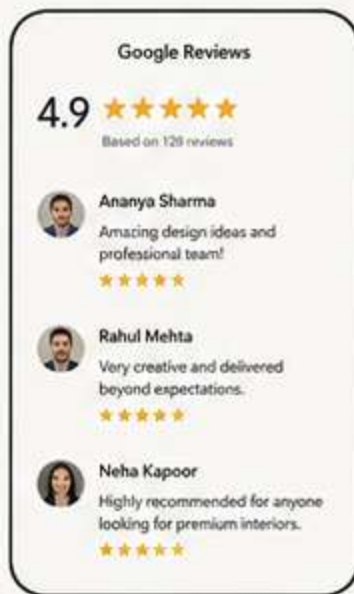 Google Reviews
4.9
Based on 128 reviews
Ananya Sharma
Amazing design ideas and
professional team!
Rahul Mehta
Very creative and delivered
beyond expectations.
Neha Kapoor
Highly recommended for anyone
looking for premium interiors.